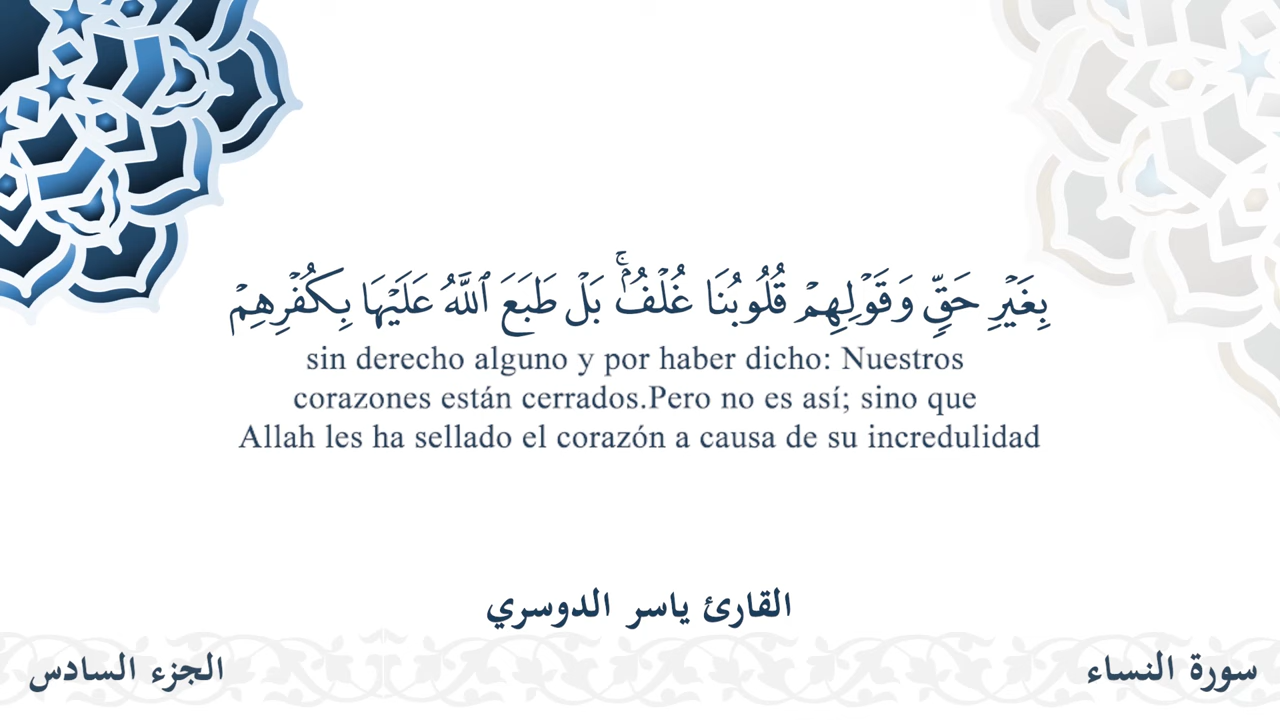 بِغَيْرِ حَقٍّ وَقَوْلِهِمْ قُلُوبُنَا غُلْفٌۢ ۚ بَلْ طَبَعَ ٱللَّهُ عَلَيْهَا بِكُفْرِهِمْ
sin derecho alguno y por haber dicho: Nuestros
corazones están cerrados.Pero no es así; sino que
Allah les ha sellado el corazón a causa de su incredulidad
القارئ ياسر الدوسري
سورة النساء
الجزء السادس